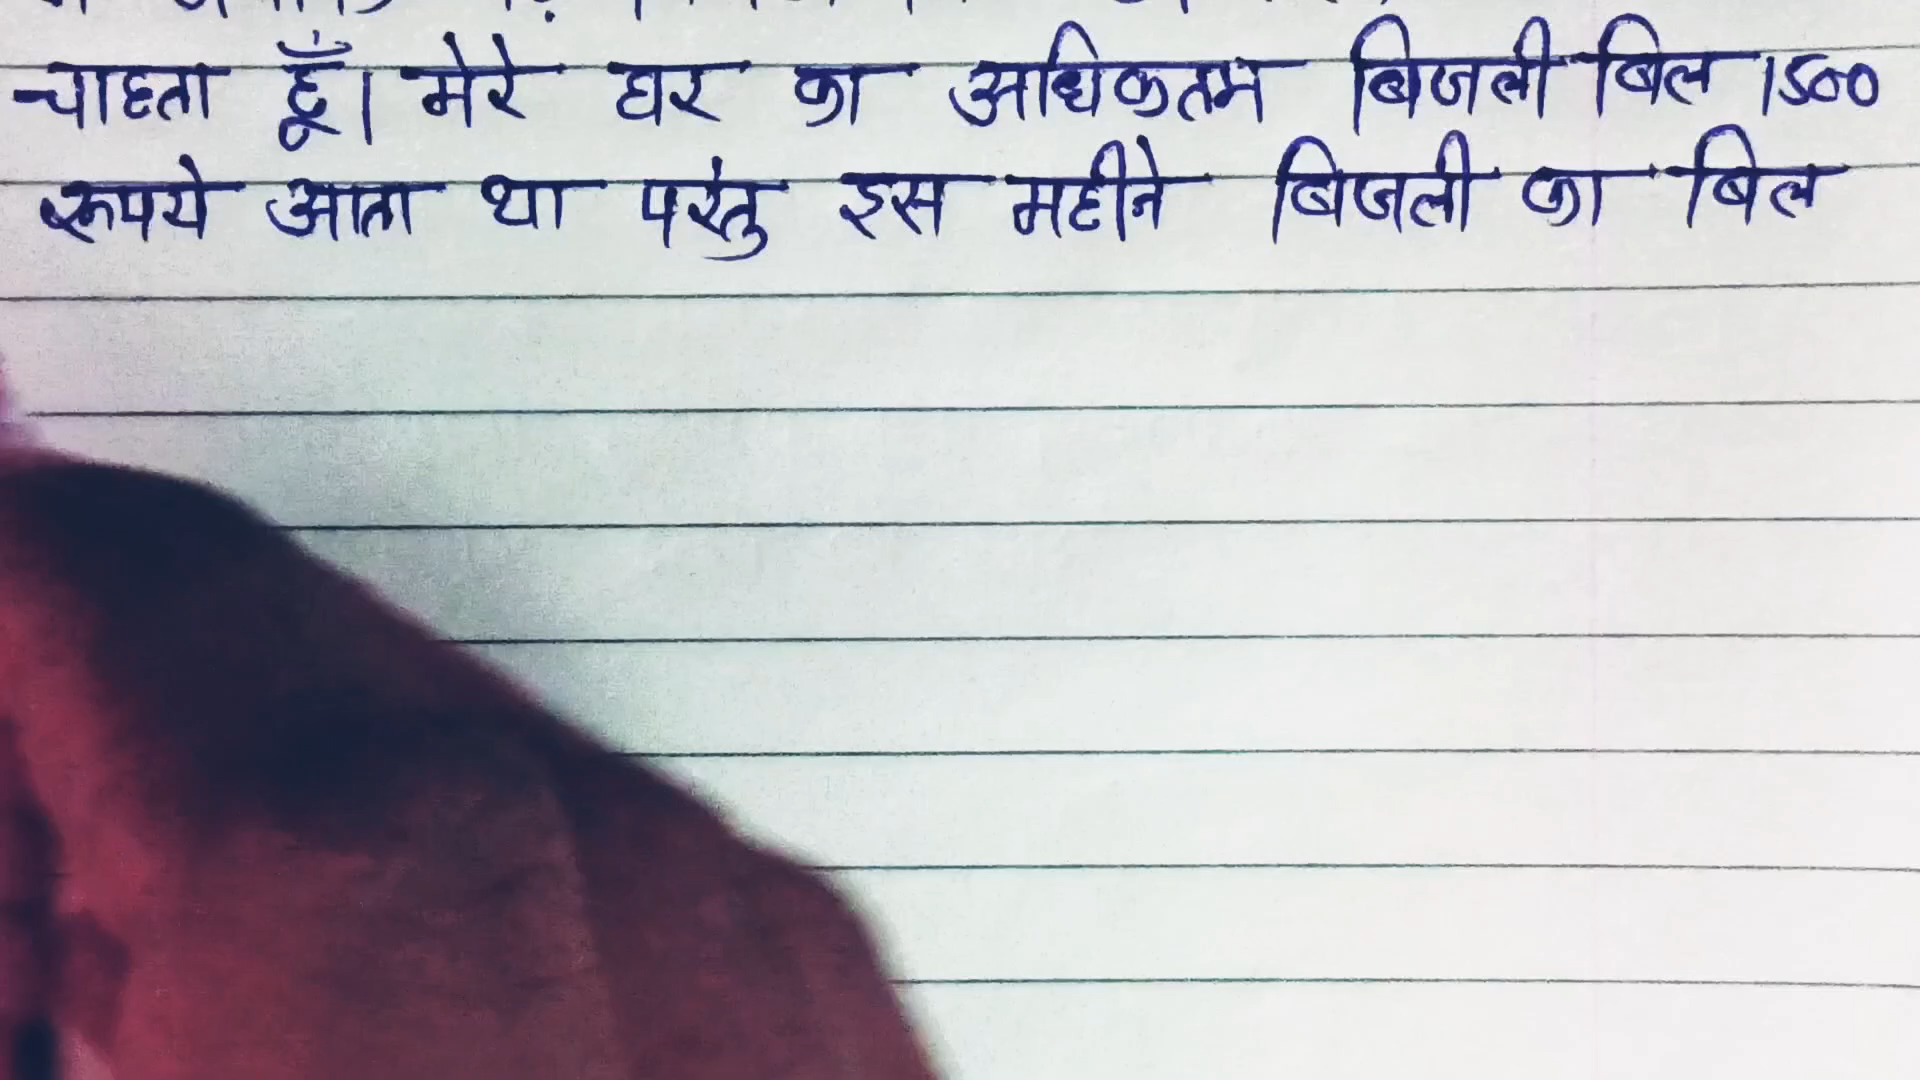 चाहता हूँ। मेरे घर का अधिकतम बिजली बिल 1500
रूपये आता था परंतु इस महीने बिजली का बिल